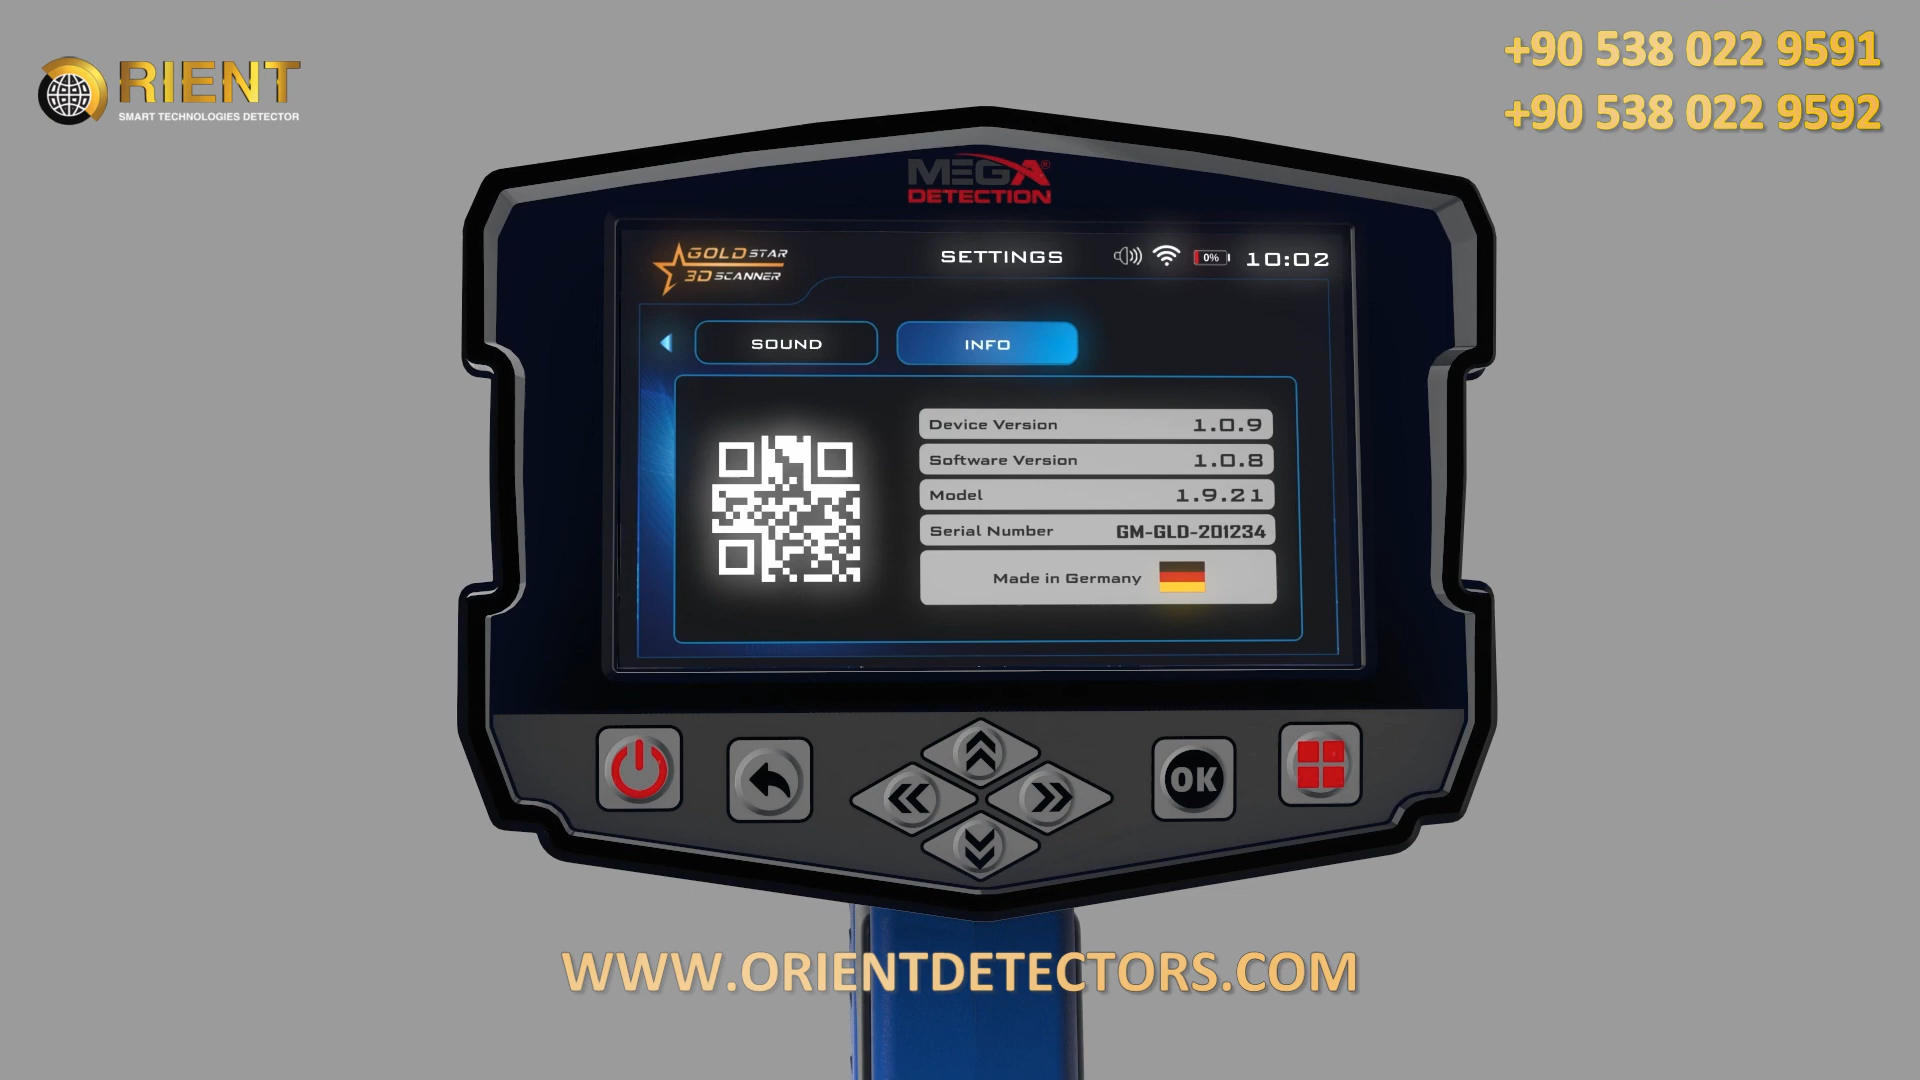 ORIENT
SMART TECHNOLOGIES DETECTOR
+90 538 022 9591
+90 538 022 9592
MEGA®
DETECTION
GOLD STAR
3D SCANNER
SETTINGS
0%
10:02
SOUND
INFO
Device Version 1.0.9
Software Version 1.0.8
Model 1.9.21
Serial Number GM-GLD-201234
Made in Germany
OK
WWW.ORIENTDETECTORS.COM